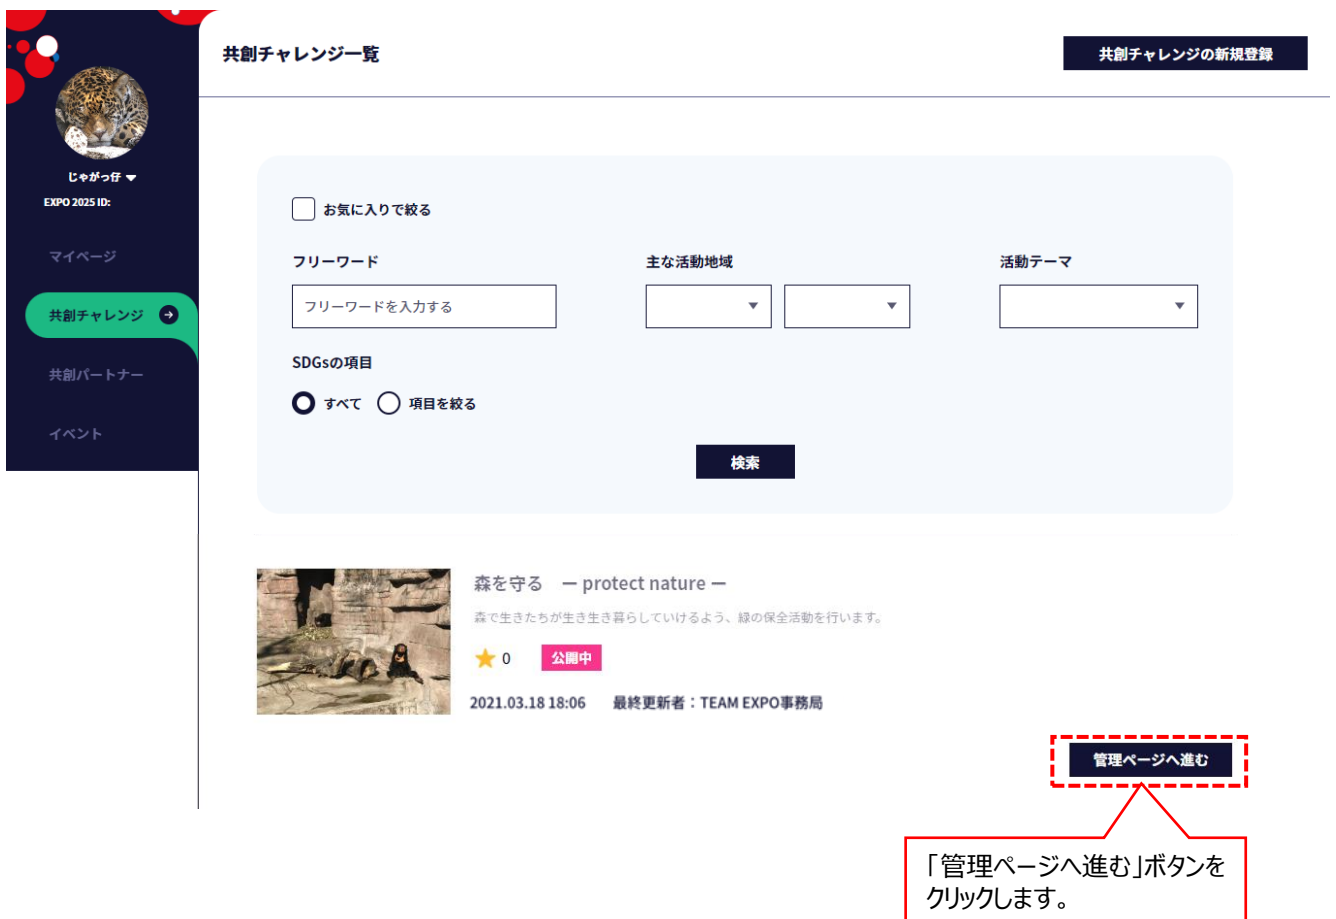 共創チャレンジ一覧
共創チャレンジの新規登録
じゃがっ仔
EXPO 2025 ID:
マイページ
共創チャレンジ
共創パートナー
イベント
お気に入りで絞る
フリーワード
主な活動地域
活動テーマ
フリーワードを入力する
SDGsの項目
すべて
項目を絞る
検索
森を守る ー protect nature ー
森で生きたちが生き生き暮らしていけるよう、緑の保全活動を行います。
0
公開中
2021.03.18 18:06 最終更新者：TEAM EXPO事務局
管理ページへ進む
「管理ページへ進む」ボタンを
クリックします。